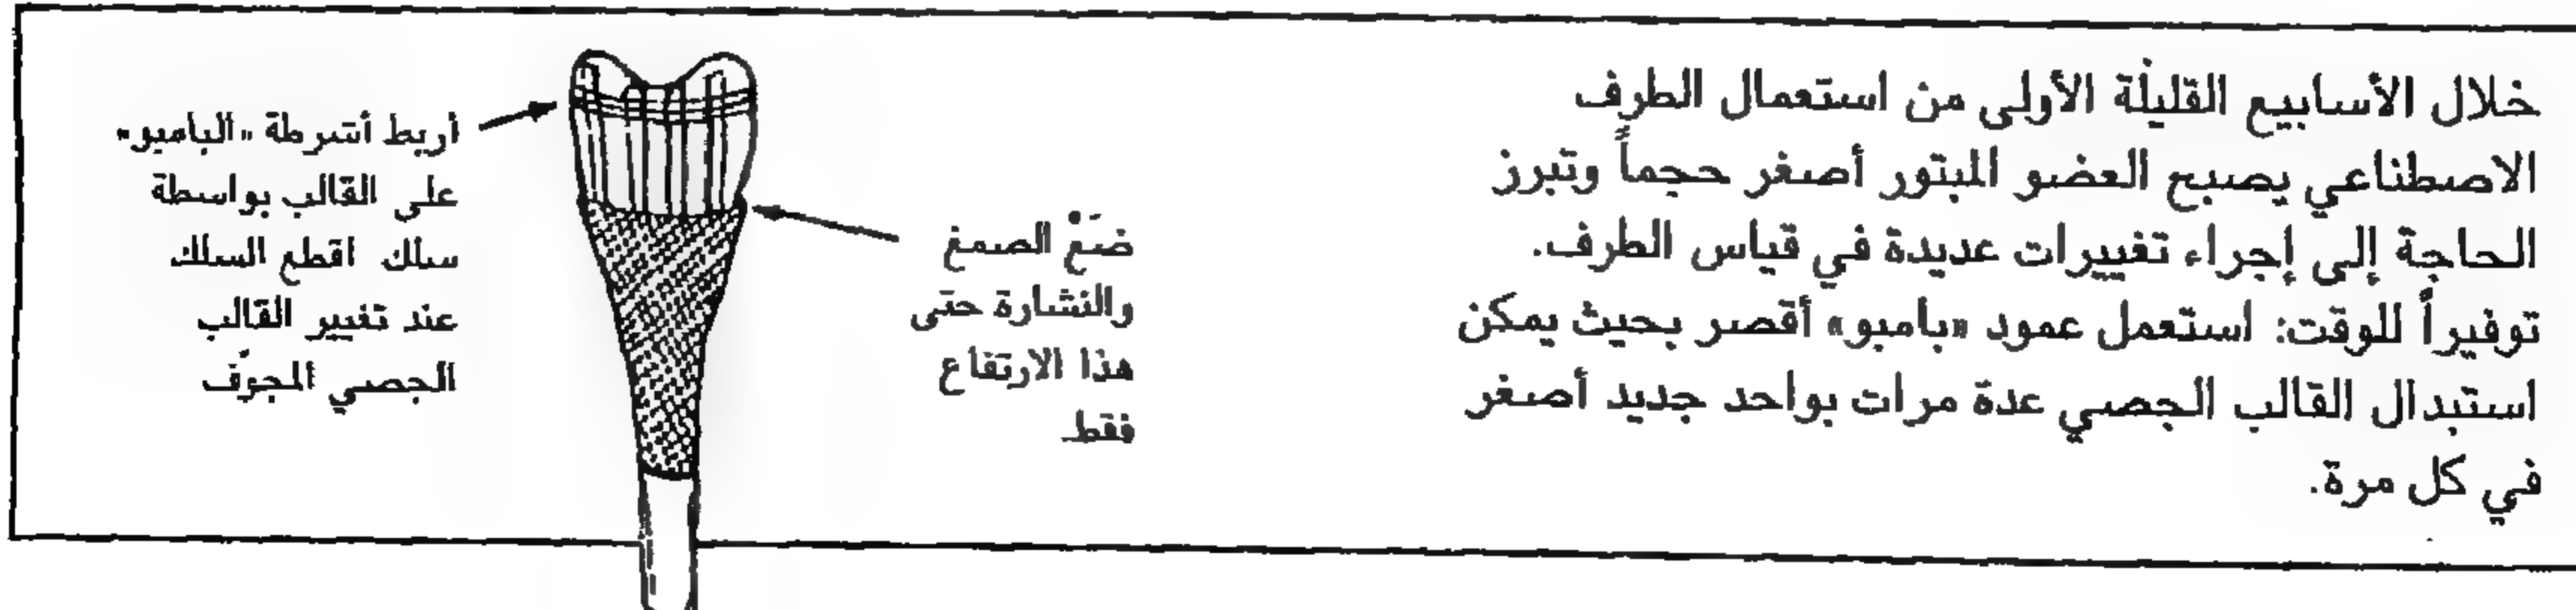 خلال الأسابيع القليلة الأولى من استعمال الطرف
الاصطناعي يصبح العضو المبتور أصغر حجماً وتبرز
الحاجة إلى إجراء تغييرات عديدة في قياس الطرف.
توفيراً للوقت: استعمل عمود «بامبو» أقصر بحيث يمكن
استبدال القالب الجصي عدة مرات بواحد جديد أصغر
في كل مرة.
ضَعْ الصمغ
والنشارة حتى
هذا الارتفاع
فقط
أربط أشرطة «البامبو»
على القالب بواسطة
سلك اقطع السلك
عند تغيير القالب
الجصي المجوّف